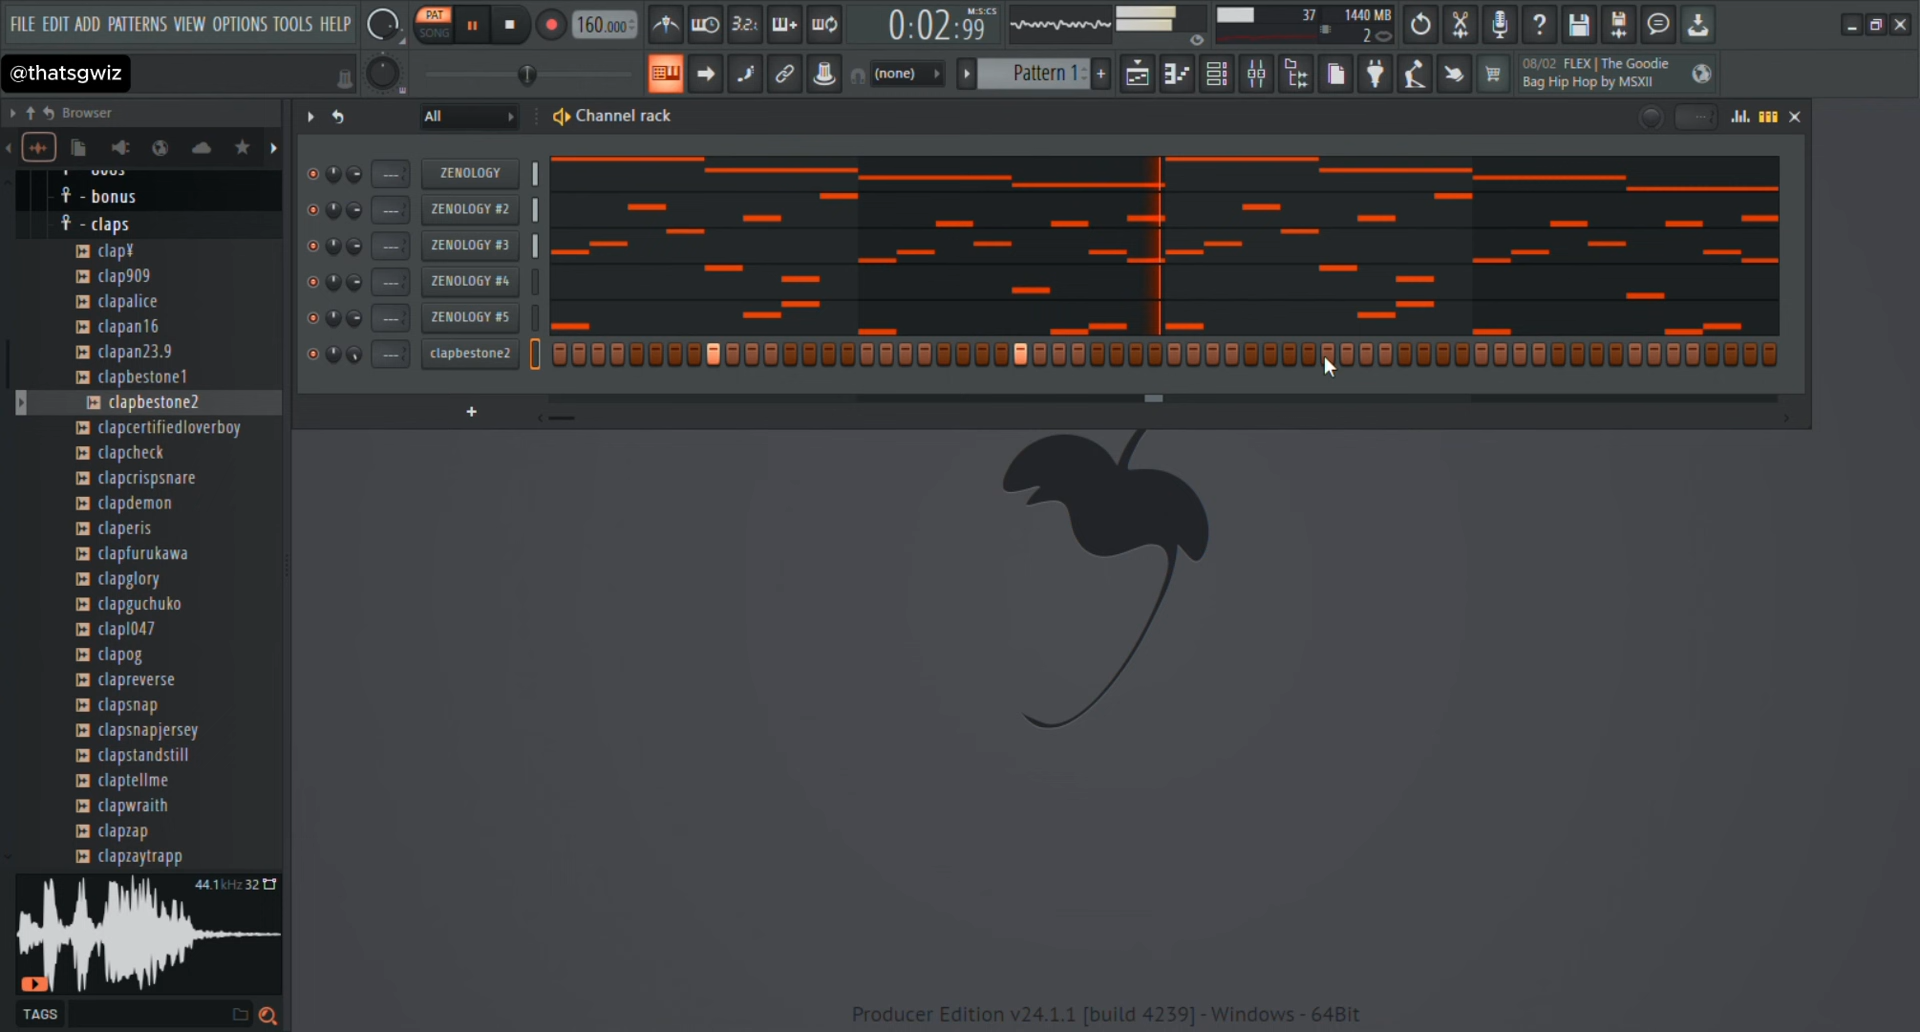 FILE EDIT ADD PATTERNS VIEW OPTIONS TOOLS HELP
PAT
SONG
160.000
3.2.
0:02:99
M:S:CS
37
1440 MB
2
@thatsgwiz
(none)
Pattern 1
+
08/02 FLEX | The Goodie
Bag Hip Hop by MSXII
Browser
All
Channel rack
- bonus
- claps
clap¥
clap909
clapalice
clapan16
clapan23.9
clapbestone1
clapbestone2
clapcertifiedloverboy
clapcheck
clapcrispsnare
clapdemon
claperis
clapfurukawa
clapglory
clapguchuko
clapl047
clapog
clapreverse
clapsnap
clapsnapjersey
clapstandstill
claptellme
clapwraith
clapzap
clapzaytrapp
ZENOLOGY
ZENOLOGY #2
ZENOLOGY #3
ZENOLOGY #4
ZENOLOGY #5
clapbestone2
+
44.1kHz 32
TAGS
Producer Edition v24.1.1 [build 4239] - Windows - 64Bit